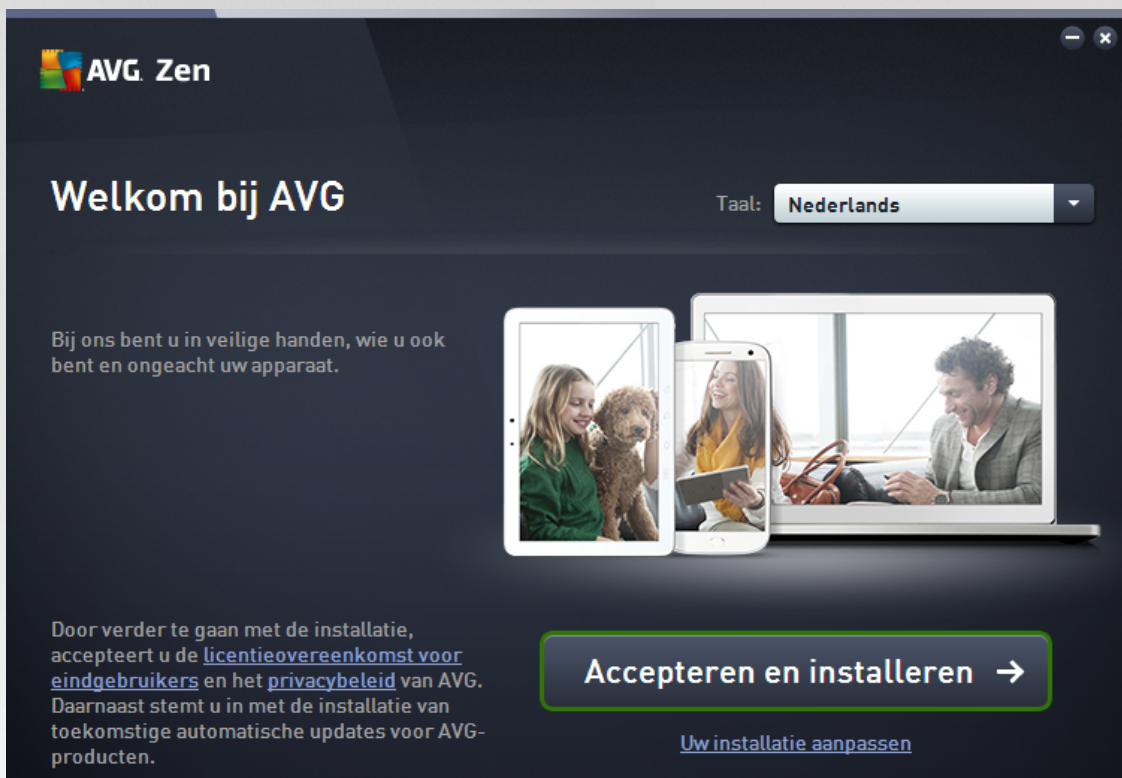 AVG. Zen
Welkom bij AVG
Taal: Nederlands
Bij ons bent u in veilige handen, wie u ook
bent en ongeacht uw apparaat.
Door verder te gaan met de installatie,
accepteert u de licentieovereenkomst voor
eindgebruikers en het privacybeleid van AVG.
Daarnaast stemt u in met de installatie van
toekomstige automatische updates voor AVG-
producten.
Accepteren en installeren →
Uw installatie aanpassen